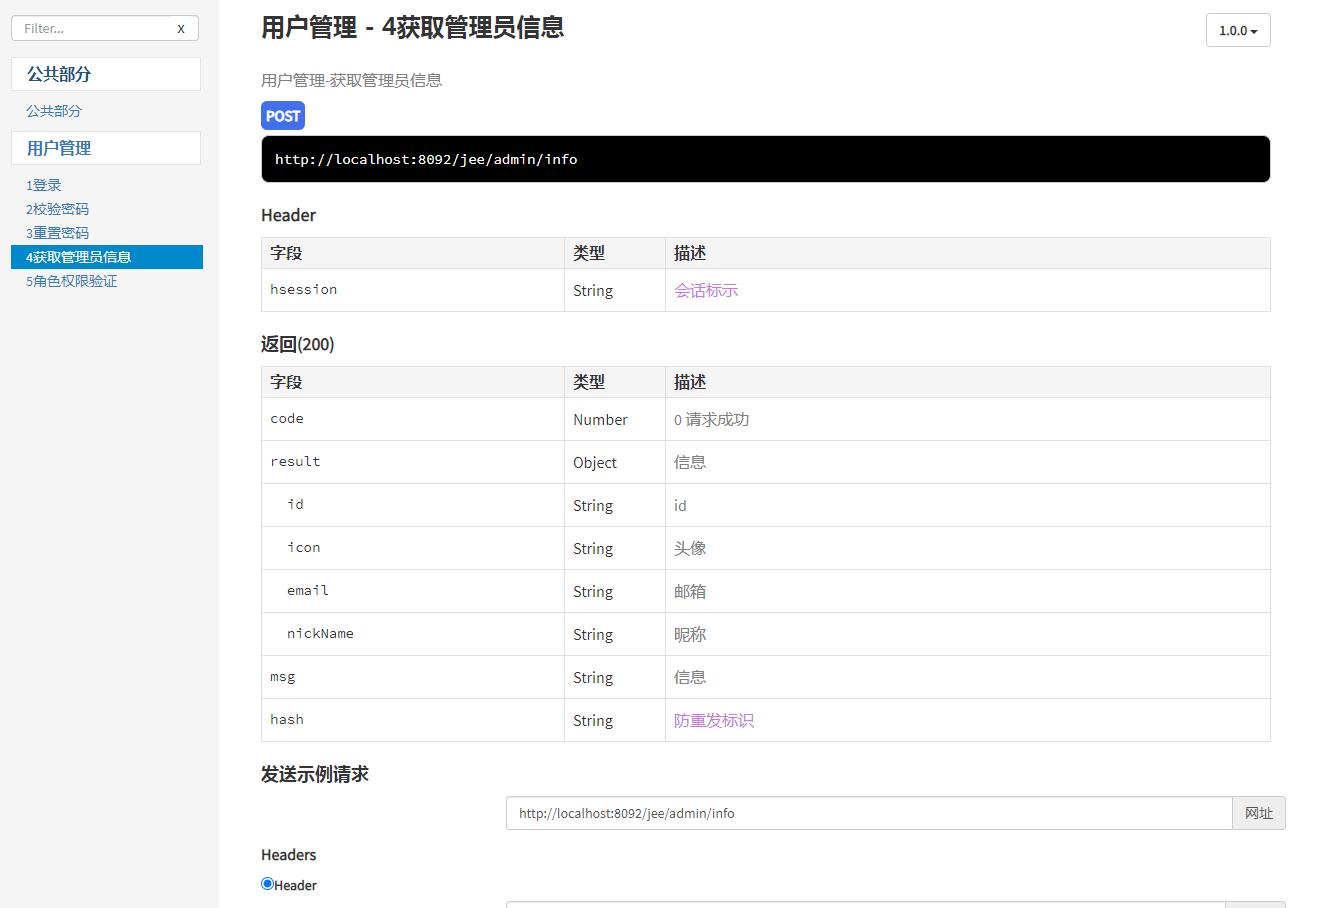 Filter...
x
公共部分
公共部分
用户管理
1登录
2校验密码
3重置密码
4获取管理员信息
5角色权限验证
用户管理 - 4获取管理员信息
1.0.0
用户管理-获取管理员信息
POST
http://localhost:8092/jee/admin/info
Header
字段 类型 描述
hsession String 会话标示
返回(200)
字段 类型 描述
code Number 0 请求成功
result Object 信息
id String id
icon String 头像
email String 邮箱
nickName String 昵称
msg String 信息
hash String 防重发标识
发送示例请求
http://localhost:8092/jee/admin/info 网址
Headers
Header